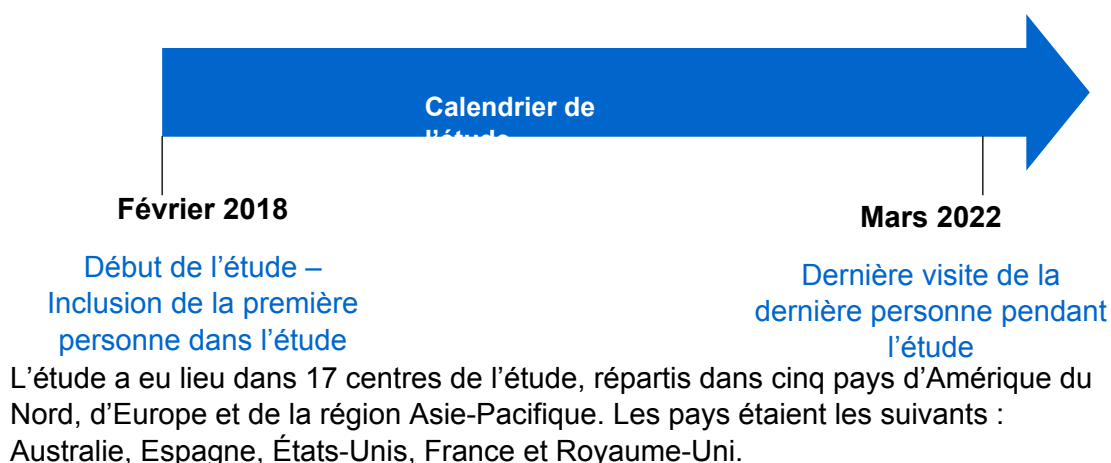 Calendrier de
l'étude
Février 2018
Début de l'étude –
Inclusion de la première
personne dans l'étude
Mars 2022
Dernière visite de la
dernière personne pendant
l'étude
L'étude a eu lieu dans 17 centres de l'étude, répartis dans cinq pays d'Amérique du
Nord, d'Europe et de la région Asie-Pacifique. Les pays étaient les suivants :
Australie, Espagne, États-Unis, France et Royaume-Uni.